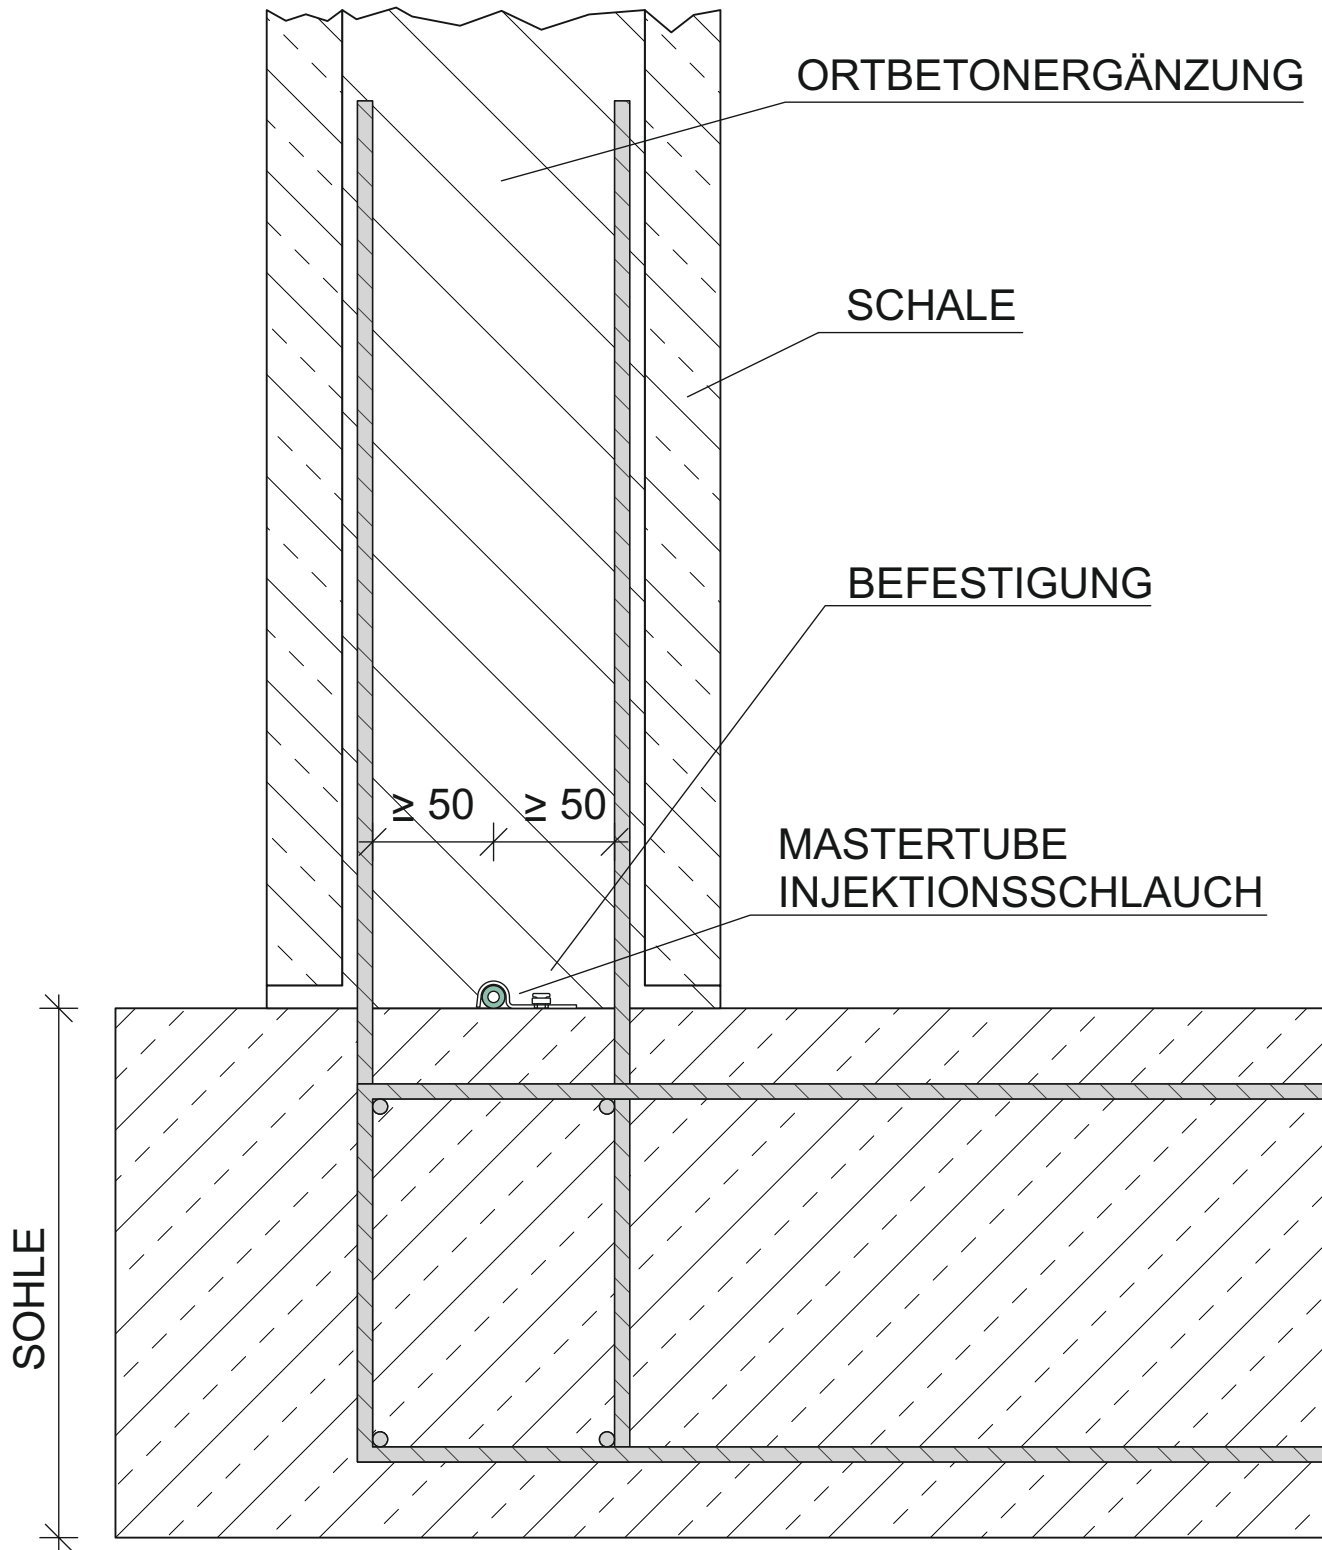 ORTBETONERGÄNZUNG
SCHALE
BEFESTIGUNG
≥ 50 ≥ 50
MASTERTUBE
INJEKTIONSSCHLAUCH
SOHLE